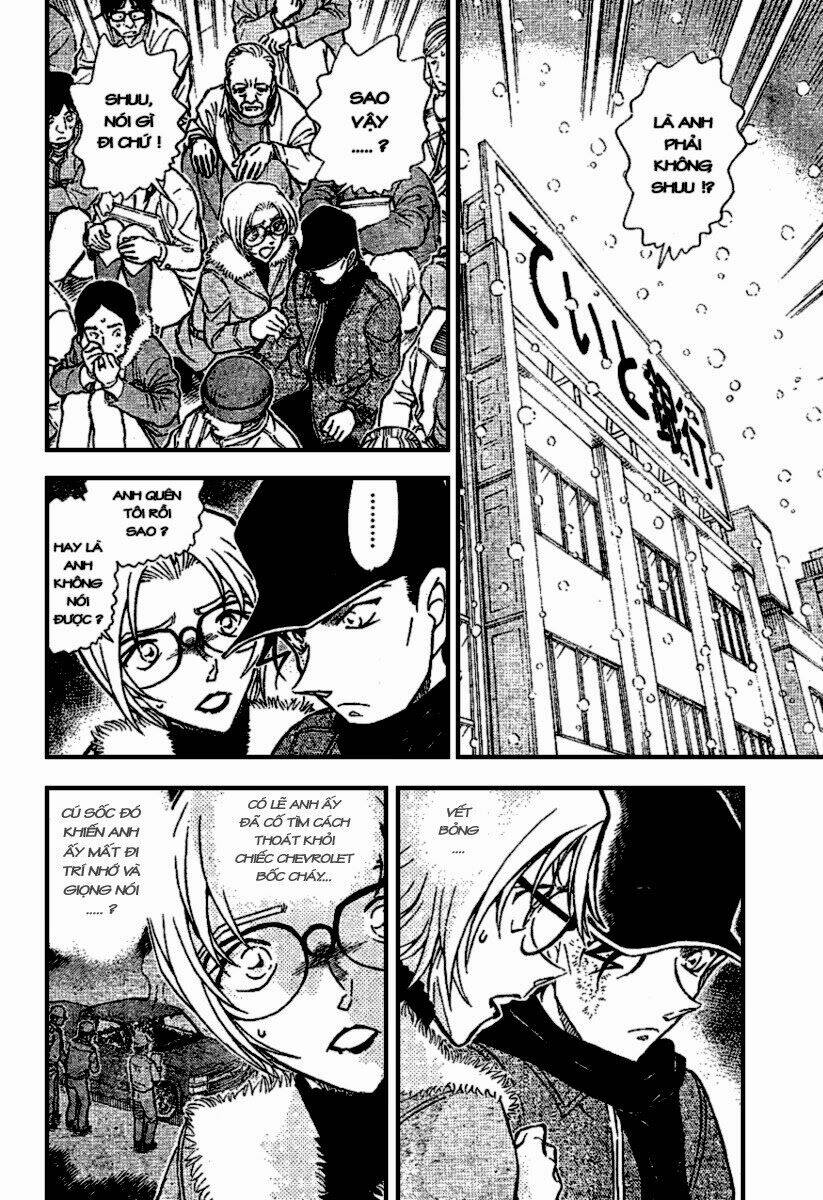 LÀ ANH
PHẢI
KHÔNG,
SHUU !?
ていと銀行
SAO
VẬY
..... ?
SHUU,
NÓI GÌ
ĐI CHỨ !
ANH QUÊN
TÔI RỒI
SAO ?
HAY LÀ
ANH
KHÔNG
NÓI
ĐƯỢC ?
........
VẾT
BỎNG
....
CÓ LẼ ANH ẤY
ĐÃ CỐ TÌM CÁCH
THOÁT KHỎI
CHIẾC CHEVROLET
BỐC CHÁY...
CÚ SỐC ĐÓ
KHIẾN ANH
ẤY MẤT ĐI
TRÍ NHỚ VÀ
GIỌNG NÓI
..... ?